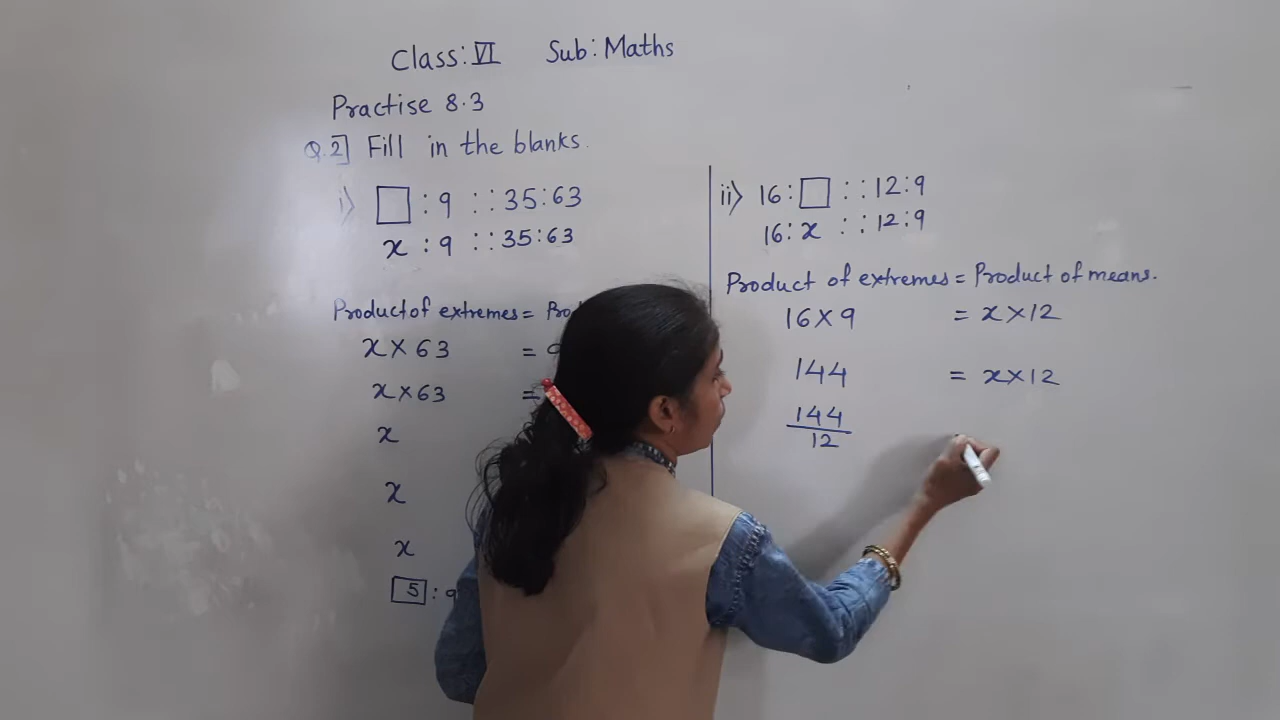 Class: VI Sub: Maths
Practise 8.3
Q.2] Fill in the blanks.
i) □ : 9 :: 35:63
x : 9 :: 35:63
Product of extremes =
x × 63 =
x × 63 =
x
x
x
5 : 9
ii) 16: □ :: 12:9
16: x :: 12:9
Product of extremes = Product of means.
16 × 9 = x × 12
144 = x × 12
144
12